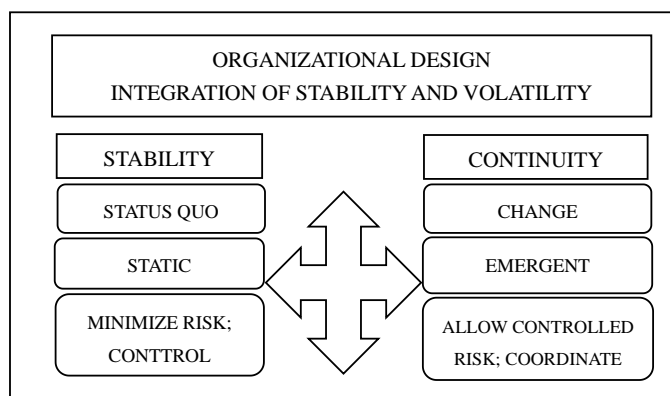 ORGANIZATIONAL DESIGN
INTEGRATION OF STABILITY AND VOLATILITY
STABILITY
STATUS QUO
STATIC
MINIMIZE RISK;
CONTTROL
CONTINUITY
CHANGE
EMERGENT
ALLOW CONTROLLED
RISK; COORDINATE